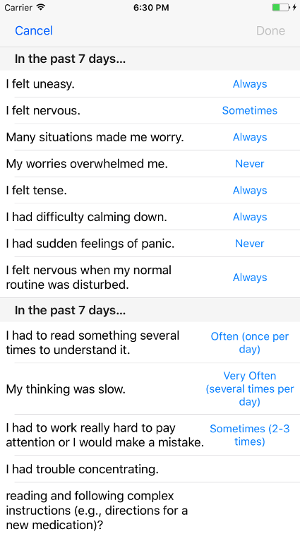 Carrier 6:30 PM
Cancel Done
In the past 7 days...
I felt uneasy. Always
I felt nervous. Sometimes
Many situations made me worry. Always
My worries overwhelmed me. Never
I felt tense. Always
I had difficulty calming down. Always
I had sudden feelings of panic. Never
I felt nervous when my normal
routine was disturbed.
Always
In the past 7 days...
I had to read something several
times to understand it.
Often (once per
day)
My thinking was slow.
Very Often
(several times per
day)
I had to work really hard to pay
attention or I would make a mistake.
Sometimes (2-3
times)
I had trouble concentrating.
reading and following complex
instructions (e.g., directions for a
new medication)?